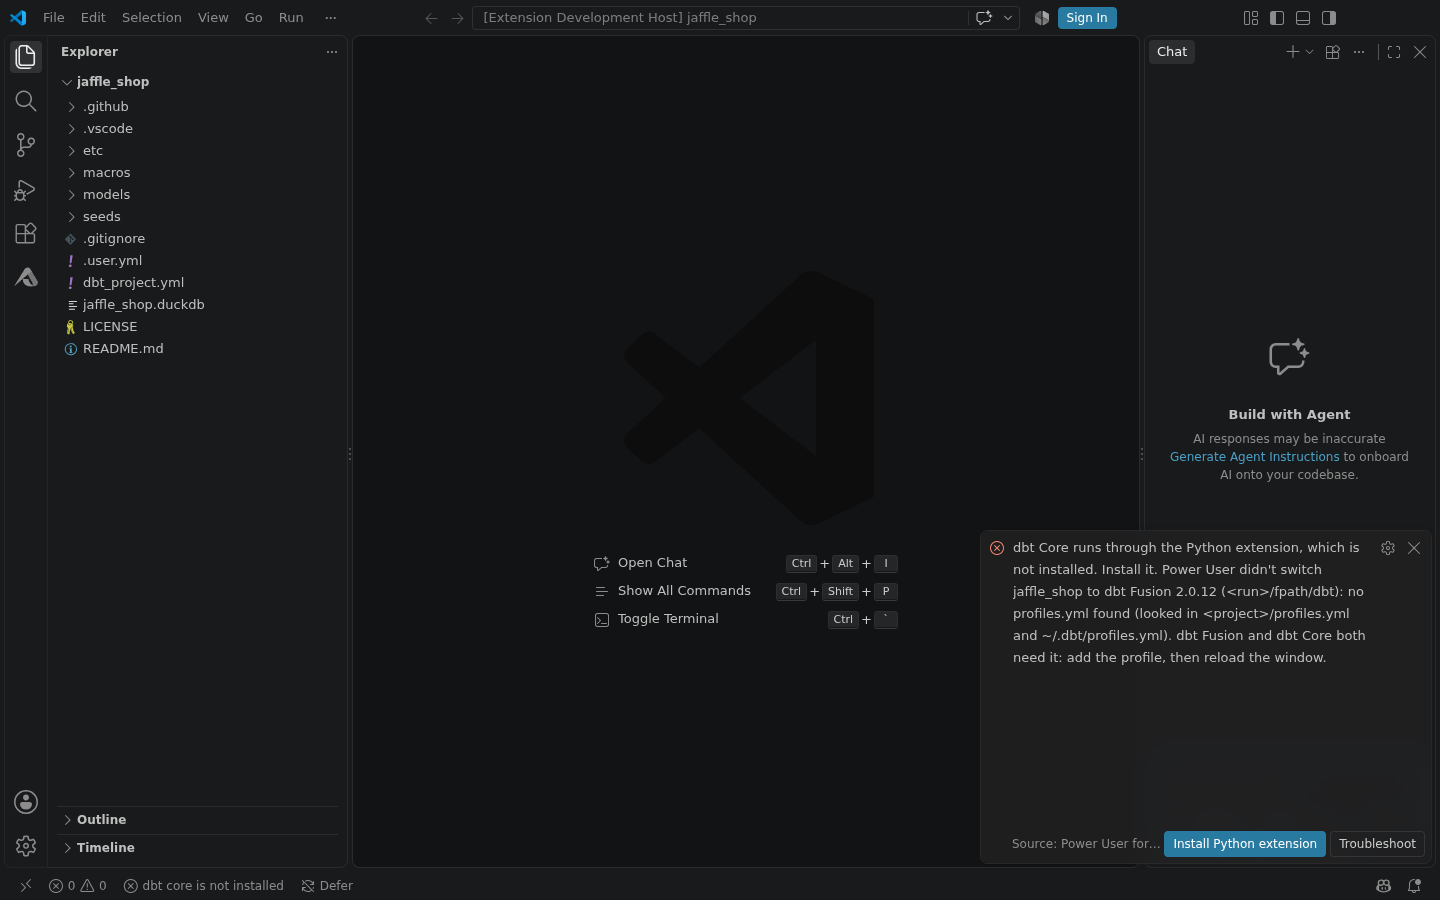 File Edit Selection View Go Run ···
[Extension Development Host] jaffle_shop
Sign In
Explorer
jaffle_shop
.github
.vscode
etc
macros
models
seeds
.gitignore
.user.yml
dbt_project.yml
jaffle_shop.duckdb
LICENSE
README.md
Outline
Timeline
Open Chat Ctrl + Alt + I
Show All Commands Ctrl + Shift + P
Toggle Terminal Ctrl + `
Chat
Build with Agent
AI responses may be inaccurate
Generate Agent Instructions to onboard
AI onto your codebase.
dbt Core runs through the Python extension, which is
not installed. Install it. Power User didn't switch
jaffle_shop to dbt Fusion 2.0.12 (<run>/fpath/dbt): no
profiles.yml found (looked in <project>/profiles.yml
and ~/.dbt/profiles.yml). dbt Fusion and dbt Core both
need it: add the profile, then reload the window.
Source: Power User for...
Install Python extension
Troubleshoot
0 0 dbt core is not installed Defer